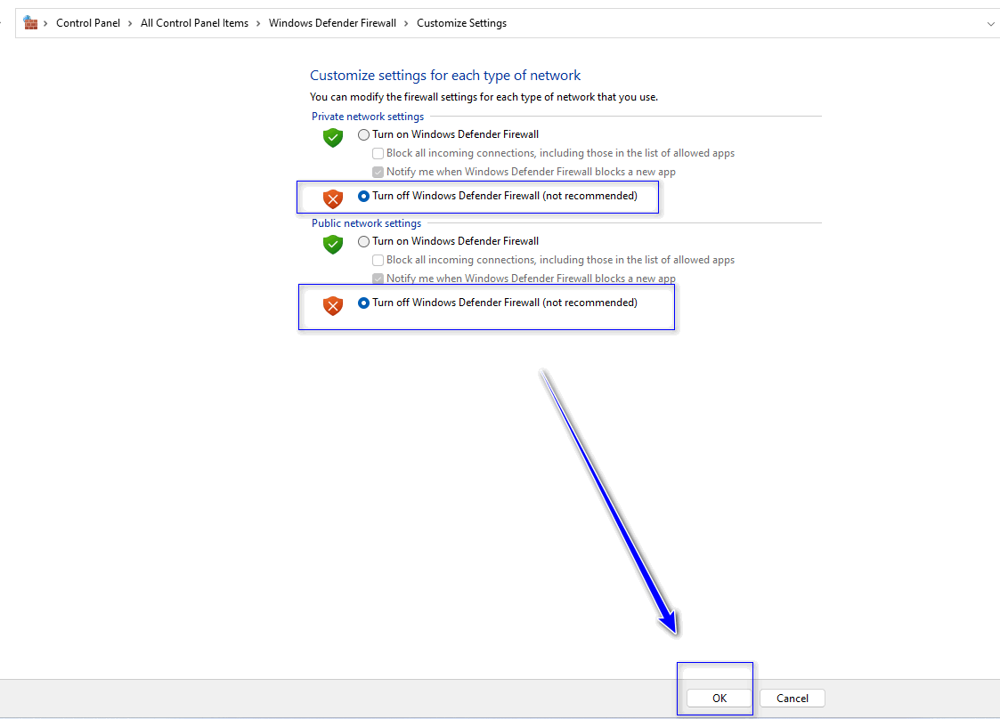 Control Panel > All Control Panel Items > Windows Defender Firewall > Customize Settings
Customize settings for each type of network
You can modify the firewall settings for each type of network that you use.
Private network settings
Turn on Windows Defender Firewall
Block all incoming connections, including those in the list of allowed apps
Notify me when Windows Defender Firewall blocks a new app
Turn off Windows Defender Firewall (not recommended)
Public network settings
Turn on Windows Defender Firewall
Block all incoming connections, including those in the list of allowed apps
Notify me when Windows Defender Firewall blocks a new app
Turn off Windows Defender Firewall (not recommended)
OK Cancel